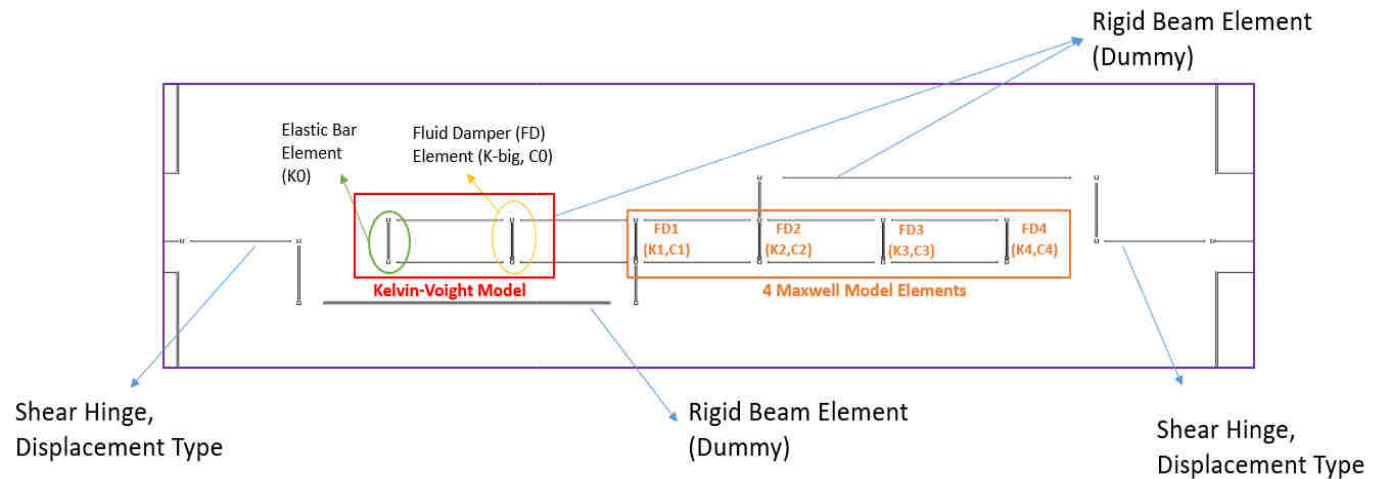 Rigid Beam Element
(Dummy)
Elastic Bar
Element
(K0)
Fluid Damper (FD)
Element (K-big, C0)
FD1
(K1,C1)
FD2
(K2,C2)
FD3
(K3,C3)
FD4
(K4,C4)
Kelvin-Voight Model
4 Maxwell Model Elements
Shear Hinge,
Displacement Type
Rigid Beam Element
(Dummy)
Shear Hinge,
Displacement Type